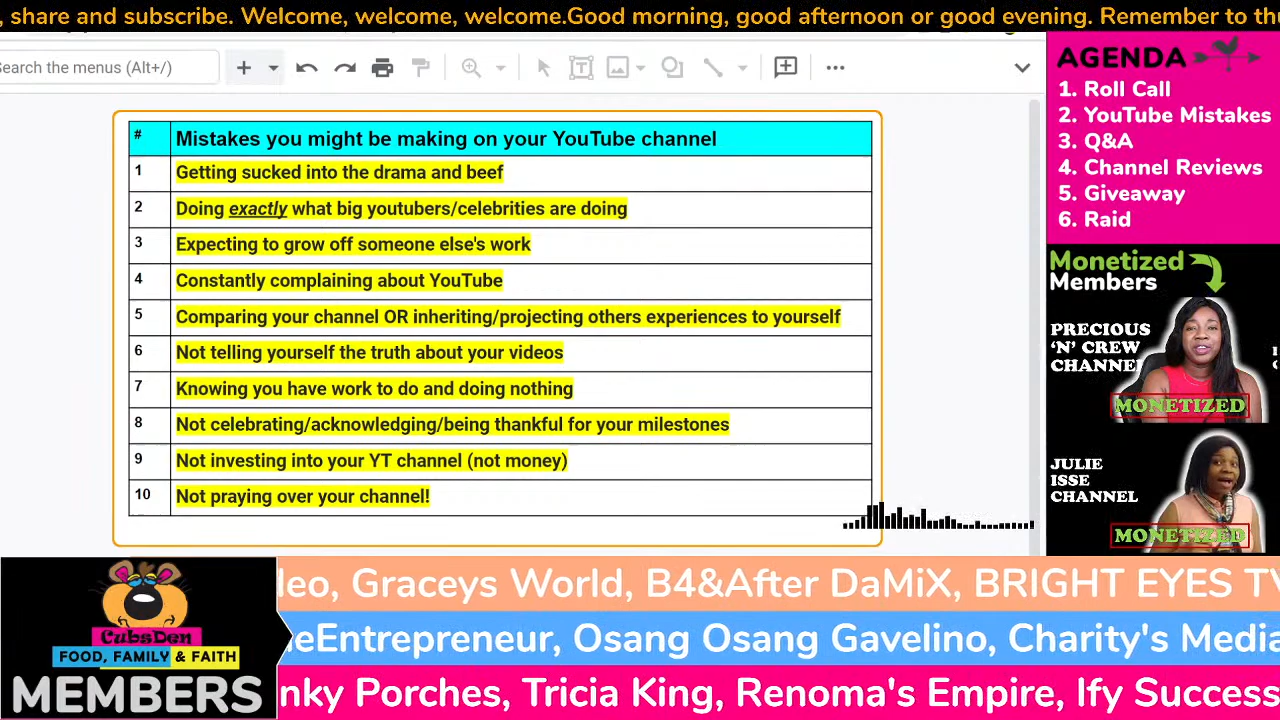 , share and subscribe. Welcome, welcome, welcome.Good morning, good afternoon or good evening. Remember to thu
Search the menus (Alt+/)
# Mistakes you might be making on your YouTube channel
1 Getting sucked into the drama and beef
2 Doing exactly what big youtubers/celebrities are doing
3 Expecting to grow off someone else's work
4 Constantly complaining about YouTube
5 Comparing your channel OR inheriting/projecting others experiences to yourself
6 Not telling yourself the truth about your videos
7 Knowing you have work to do and doing nothing
8 Not celebrating/acknowledging/being thankful for your milestones
9 Not investing into your YT channel (not money)
10 Not praying over your channel!
AGENDA
1. Roll Call
2. YouTube Mistakes
3. Q&A
4. Channel Reviews
5. Giveaway
6. Raid
Monetized
Members
PRECIOUS
'N' CREW
CHANNEL
MONETIZED
JULIE
ISSE
CHANNEL
MONETIZED
CubsDen
FOOD, FAMILY & FAITH
MEMBERS
deo, Graceys World, B4&After DaMiX, BRIGHT EYES TV
eEntrepreneur, Osang Osang Gavelino, Charity's Media
nky Porches, Tricia King, Renoma's Empire, Ify Success